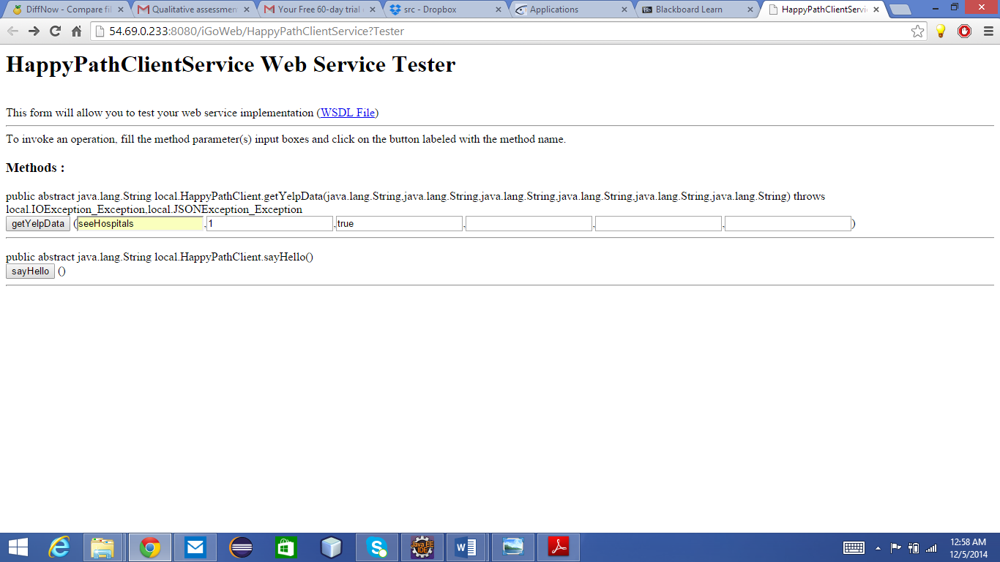 DiffNow - Compare fil
Qualitative assessmen
Your Free 60-day trial
src - Dropbox
Applications
Blackboard Learn
HappyPathClientServi
54.69.0.233:8080/iGoWeb/HappyPathClientService?Tester
HappyPathClientService Web Service Tester
This form will allow you to test your web service implementation (WSDL File)
To invoke an operation, fill the method parameter(s) input boxes and click on the button labeled with the method name.
Methods :
public abstract java.lang.String local.HappyPathClient.getYelpData(java.lang.String,java.lang.String,java.lang.String,java.lang.String,java.lang.String,java.lang.String) throws
local.IOException_Exception,local.JSONException_Exception
getYelpData (seeHospitals,1,true,,,)
public abstract java.lang.String local.HappyPathClient.sayHello()
sayHello ()
Java EE
IDE
12:58 AM
12/5/2014